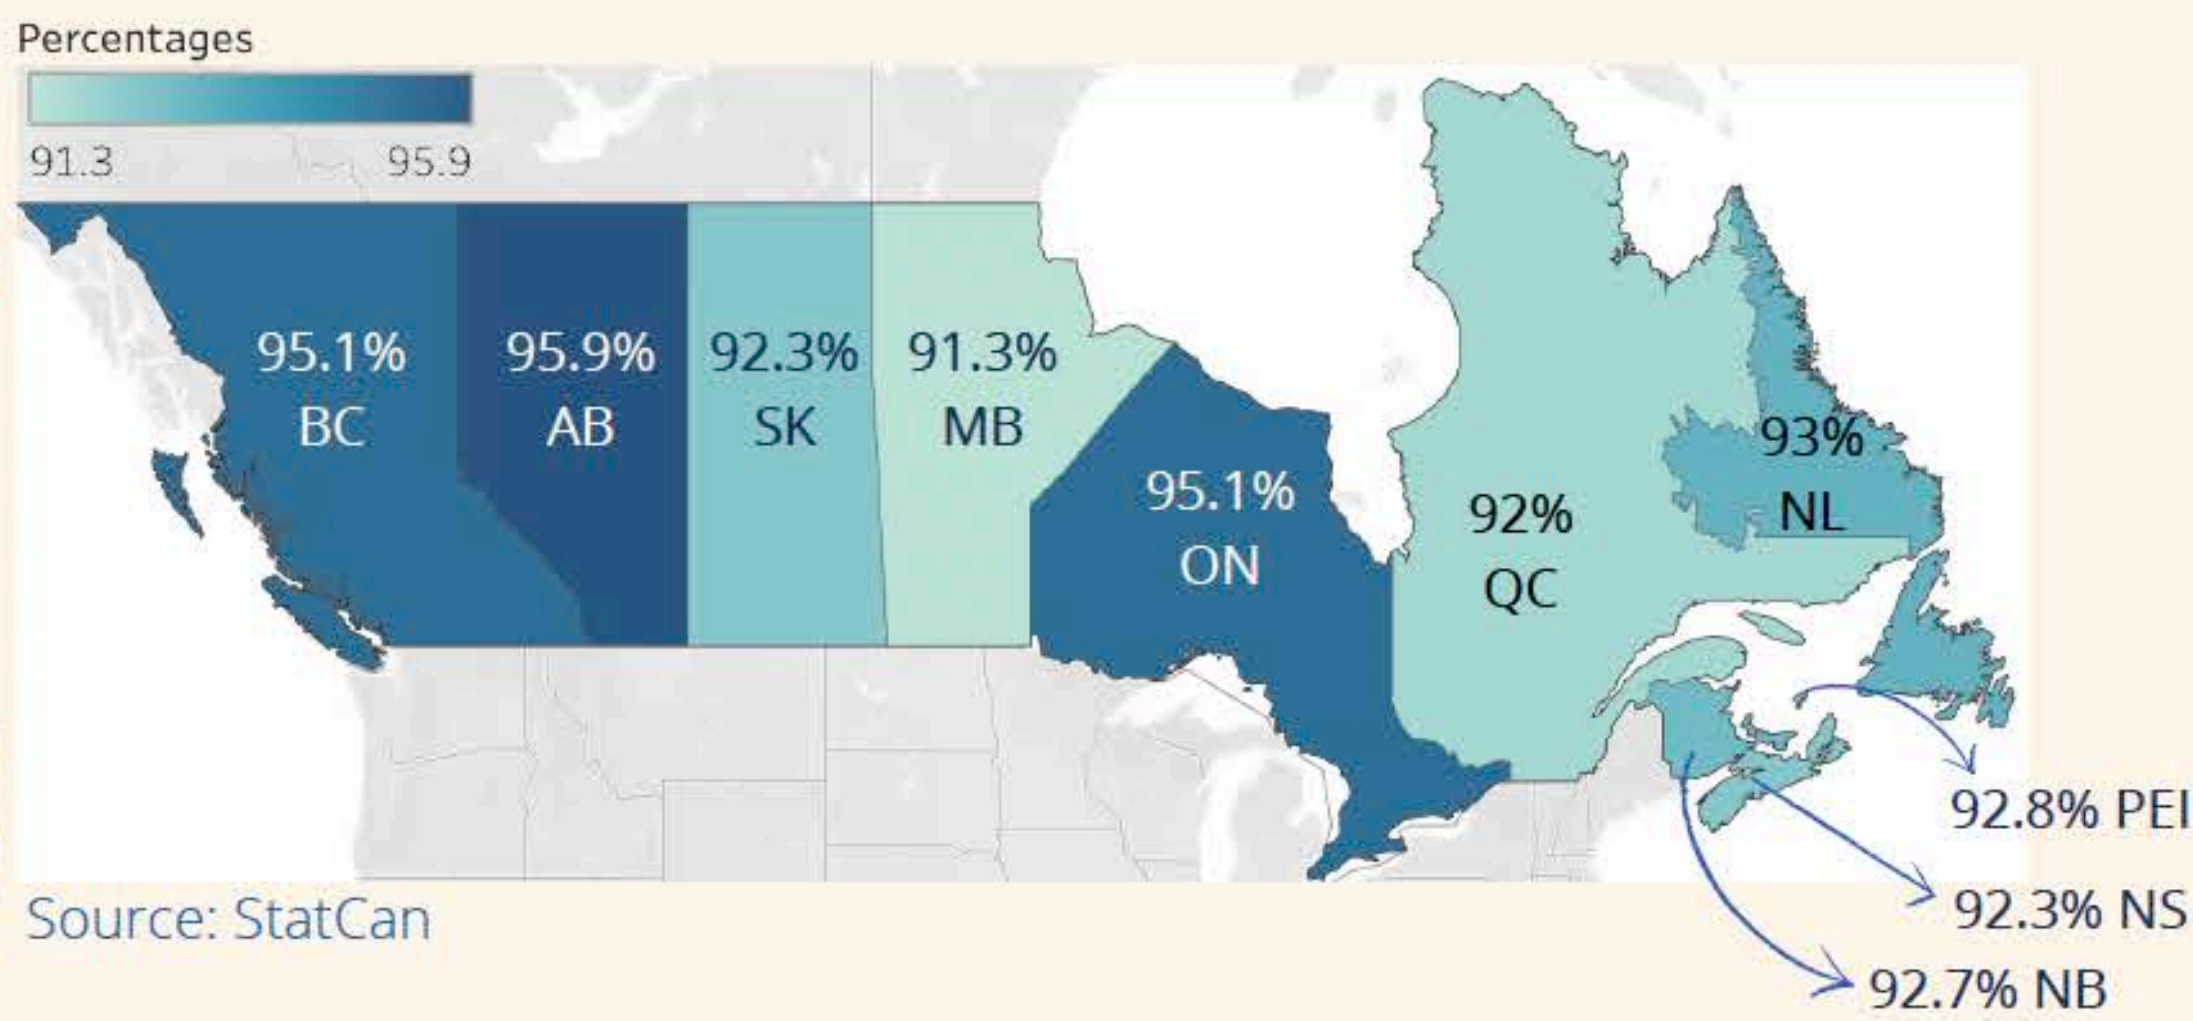 Percentages
91.3
95.9
95.1%
BC
95.9%
AB
92.3%
SK
91.3%
MB
95.1%
ON
92%
QC
93%
NL
92.8% PEI
92.3% NS
92.7% NB
Source: StatCan